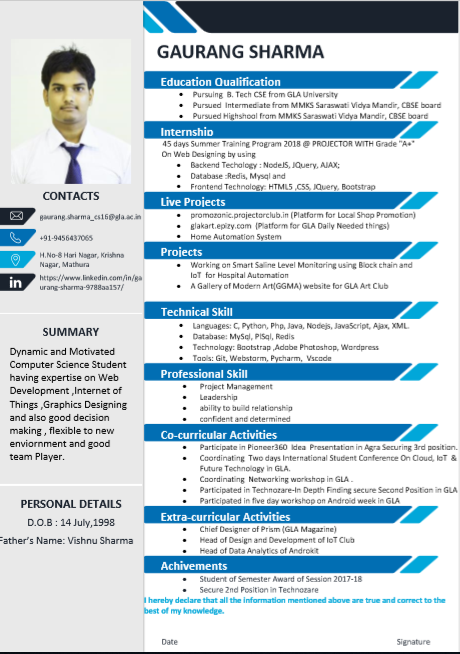 GAURANG SHARMA
CONTACTS
gaurang.sharma_cs16@gla.ac.in
+91-9456437065
H.No-8 Hari Nagar, Krishna
Nagar, Mathura
https://www.linkedin.com/in/ga
urang-sharma-9788aa157/
SUMMARY
Dynamic and Motivated
Computer Science Student
having expertise on Web
Development ,Internet of
Things ,Graphics Designing
and also good decision
making , flexible to new
enviornment and good
team Player.
PERSONAL DETAILS
D.O.B : 14 July,1998
Father's Name: Vishnu Sharma
Education Qualification
• Pursuing B. Tech CSE from GLA University
• Pursued Intermediate from MMKS Saraswati Vidya Mandir, CBSE board
• Pursued Highshool from MMKS Saraswati Vidya Mandir, CBSE board
Internship
45 days Summer Training Program 2018 @ PROJECTOR WITH Grade "A+"
On Web Designing by using
• Backend Techology : NodeJS, JQuery, AJAX;
• Database :Redis, Mysql and
• Frontend Technology: HTML5 ,CSS, JQuery, Bootstrap
Live Projects
• promozonic.projectorclub.in (Platform for Local Shop Promotion)
• glakart.epizy.com (Platform for GLA Daily Needed things)
• Home Automation System
Projects
• Working on Smart Saline Level Monitoring using Block chain and
IoT for Hospital Automation
• A Gallery of Modern Art(GGMA) website for GLA Art Club
Technical Skill
• Languages: C, Python, Php, Java, Nodejs, JavaScript, Ajax, XML.
• Database: MySql, PlSql, Redis
• Technology: Bootstrap ,Adobe Photoshop, Wordpress
• Tools: Git, Webstorm, Pycharm, Vscode
Professional Skill
• Project Management
• Leadership
• ability to build relationship
• confident and determined
Co-curricular Activities
• Participate in Pioneer360 Idea Presentation in Agra Securing 3rd position.
• Coordinating Two days International Student Conference On Cloud, IoT &
Future Technology in GLA.
• Coordinating Networking workshop in GLA .
• Participated in Technozare-In Depth Finding secure Second Position in GLA
• Participated in five day workshop on Android week in GLA
Extra-curricular Activities
• Chief Designer of Prism (GLA Magazine)
• Head of Design and Development of IoT Club
• Head of Data Analytics of Androkit
Achivements
• Student of Semester Award of Session 2017-18
• Secure 2nd Position in Technozare
I hereby declare that all the information mentioned above are true and correct to the
best of my knowledge.
Date Signature